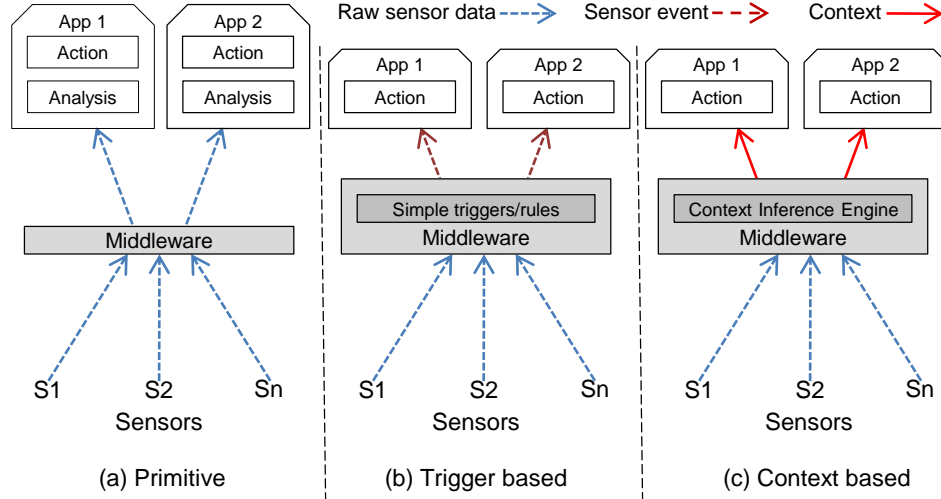 Raw sensor data
Sensor event
Context
App 1
Action
Analysis
App 2
Action
Analysis
Middleware
S1 S2 Sn
Sensors
(a) Primitive
App 1
Action
App 2
Action
Simple triggers/rules
Middleware
S1 S2 Sn
Sensors
(b) Trigger based
App 1
Action
App 2
Action
Context Inference Engine
Middleware
S1 S2 Sn
Sensors
(c) Context based